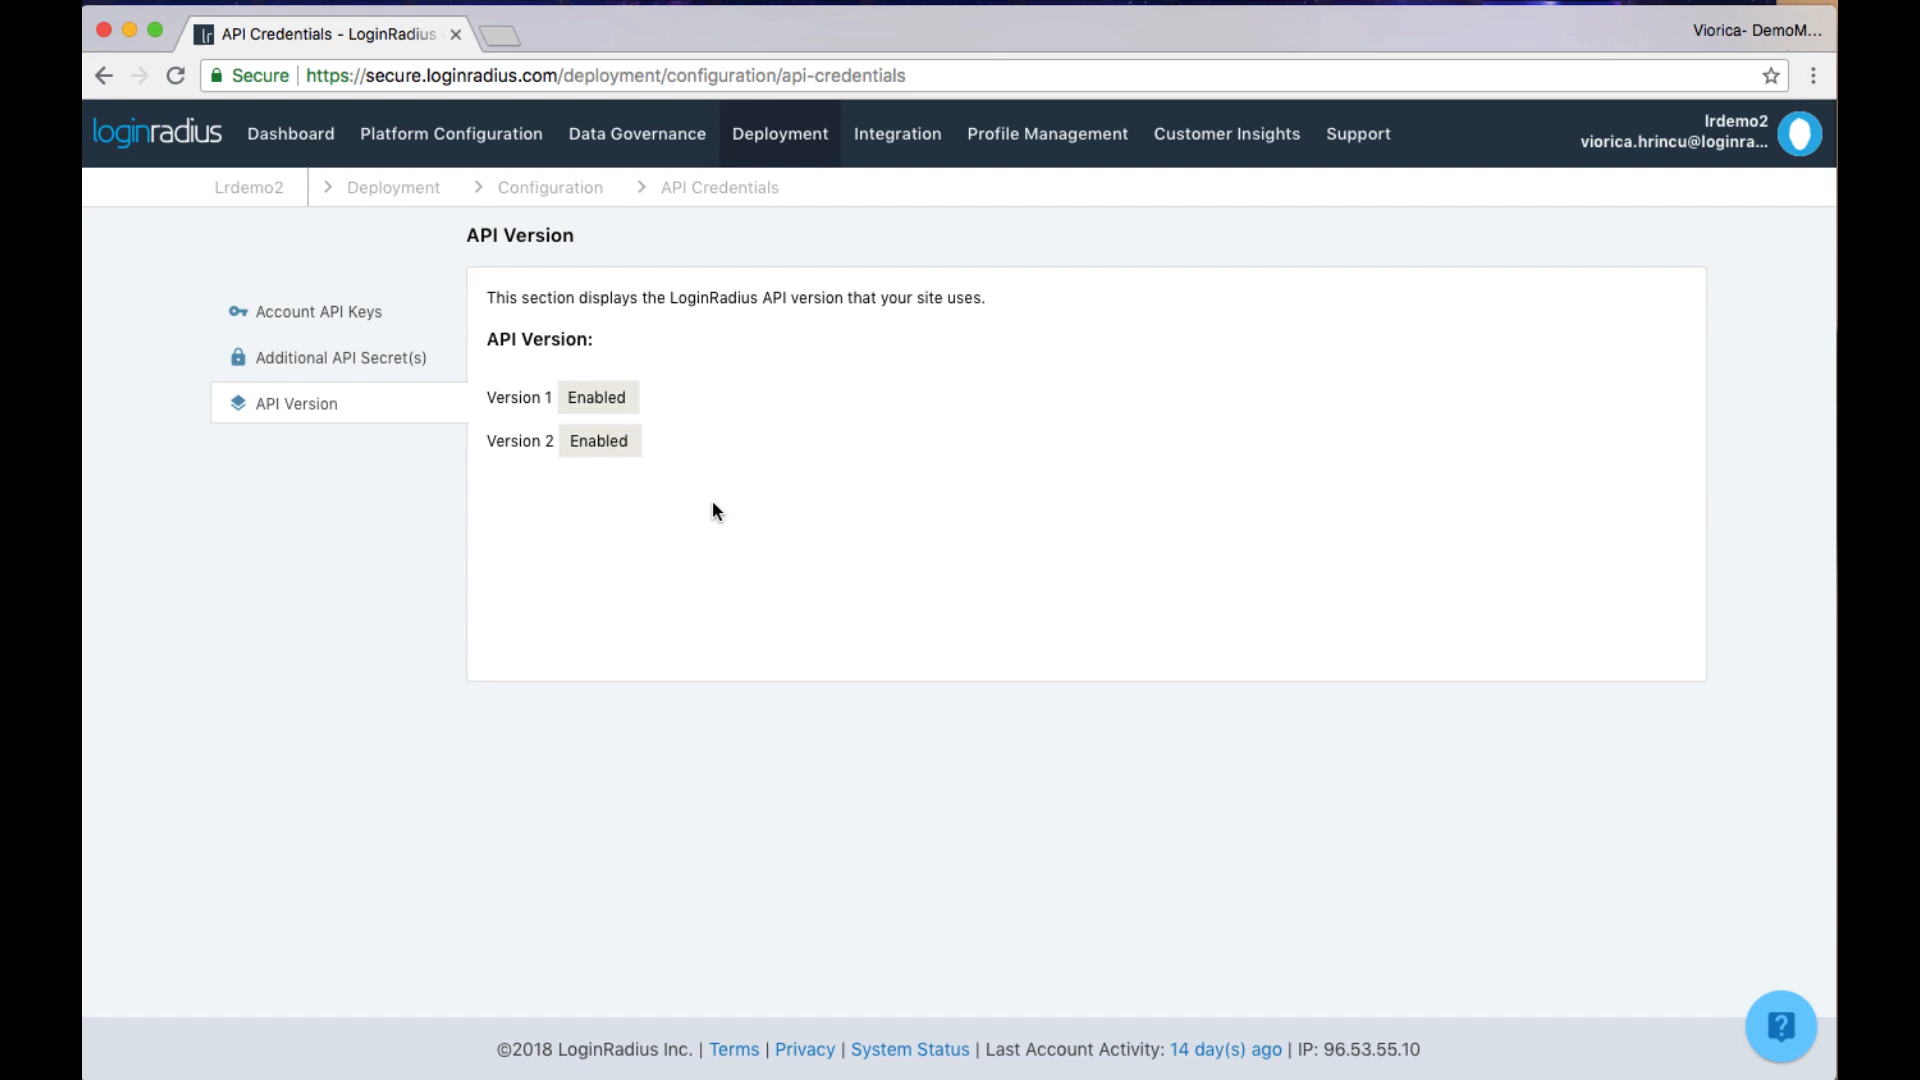 API Credentials - LoginRadius
Viorica- DemoM...
Secure https://secure.loginradius.com/deployment/configuration/api-credentials
loginradius Dashboard Platform Configuration Data Governance Deployment Integration Profile Management Customer Insights Support
lrdemo2
viorica.hrincu@loginra...
Lrdemo2 > Deployment > Configuration > API Credentials
API Version
Account API Keys
Additional API Secret(s)
API Version
This section displays the LoginRadius API version that your site uses.
API Version:
Version 1 Enabled
Version 2 Enabled
©2018 LoginRadius Inc. | Terms | Privacy | System Status | Last Account Activity: 14 day(s) ago | IP: 96.53.55.10